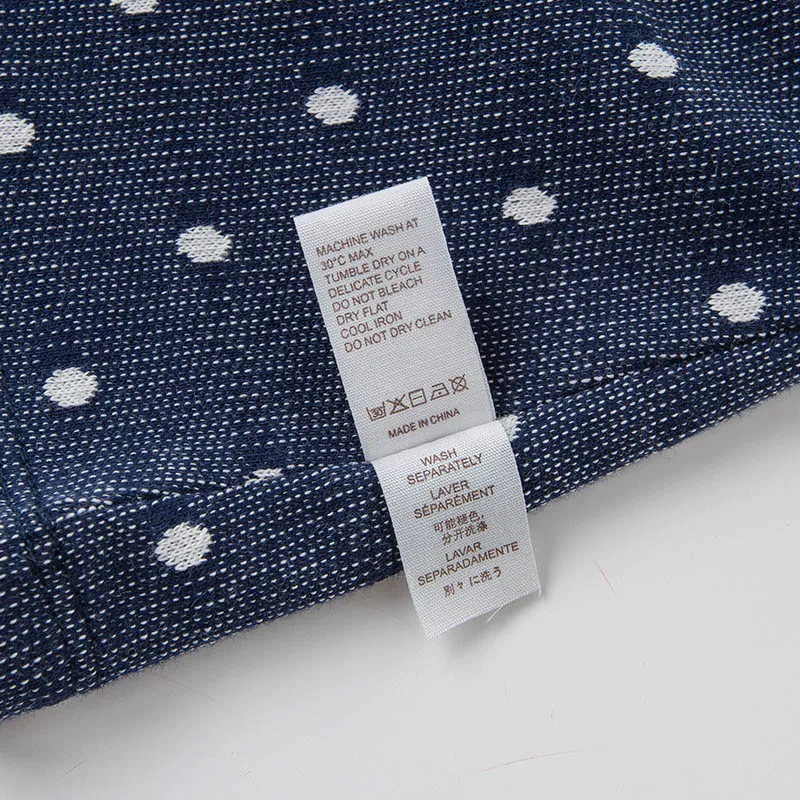 MACHINE WASH AT
30°C MAX
TUMBLE DRY ON A
DELICATE CYCLE
DO NOT BLEACH
DRY FLAT
COOL IRON
DO NOT DRY CLEAN
30
MADE IN CHINA
WASH
SEPARATELY
LAVER
SÉPARÉMENT
可能褪色,
分开洗涤
LAVAR
SEPARADAMENTE
別々に洗う